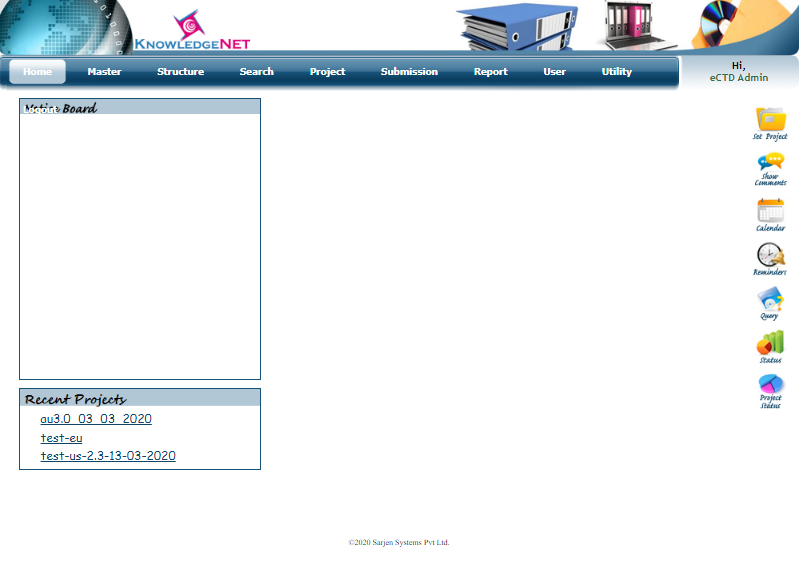 KNOWLEDGENET
Home Master Structure Search Project Submission Report User Utility
Hi,
eCTD Admin
Logout
Notice Board
Set Project
Show
Comments
Calendar
Reminders
Query
Status
Project
Status
Recent Projects
au3.0_03_03_2020
test-eu
test-us-2.3-13-03-2020
©2020 Sarjen Systems Pvt Ltd.